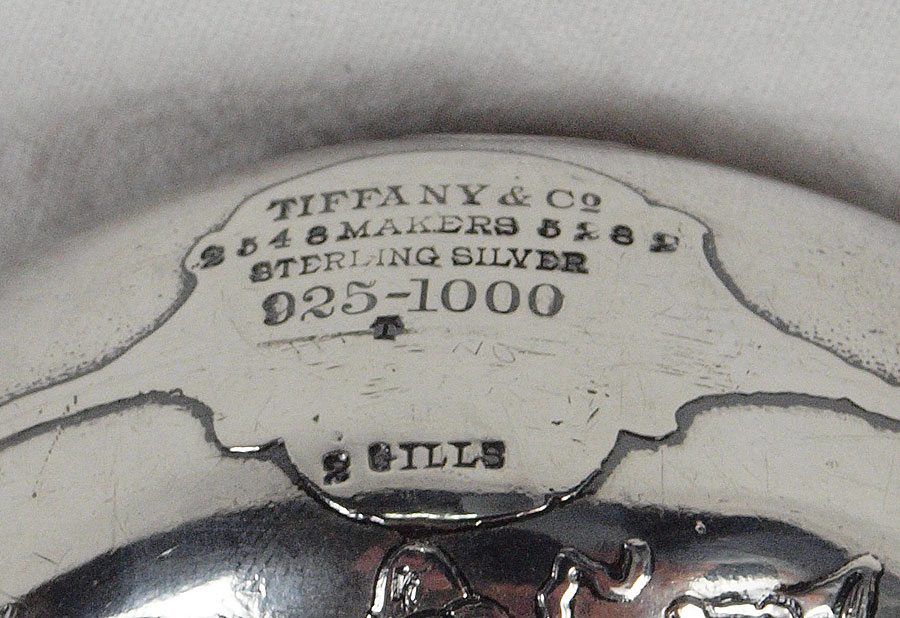 TIFFANY & Co
2548 MAKERS 5282
STERLING SILVER
925-1000
T
2 GILLS